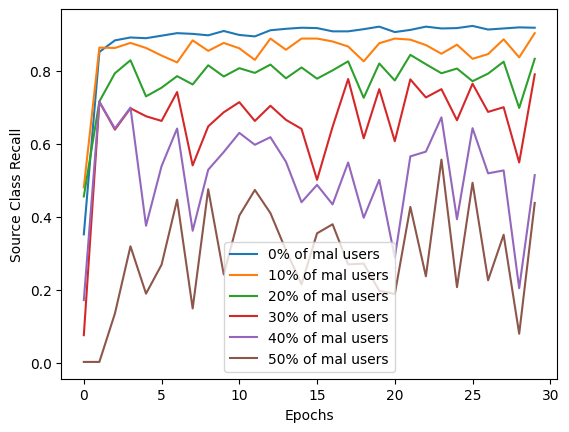 Source Class Recall
0.8
0.6
0.4
0.2
0.0
0% of mal users
10% of mal users
20% of mal users
30% of mal users
40% of mal users
50% of mal users
0 5 10 15 20 25 30
Epochs